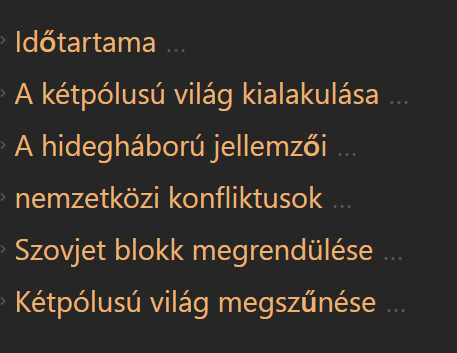 Időtartama ...
A kétpólusú világ kialakulása ...
A hidegháború jellemzői ...
nemzetközi konfliktusok ...
Szovjet blokk megrendülése ...
Kétpólusú világ megszűnése ...